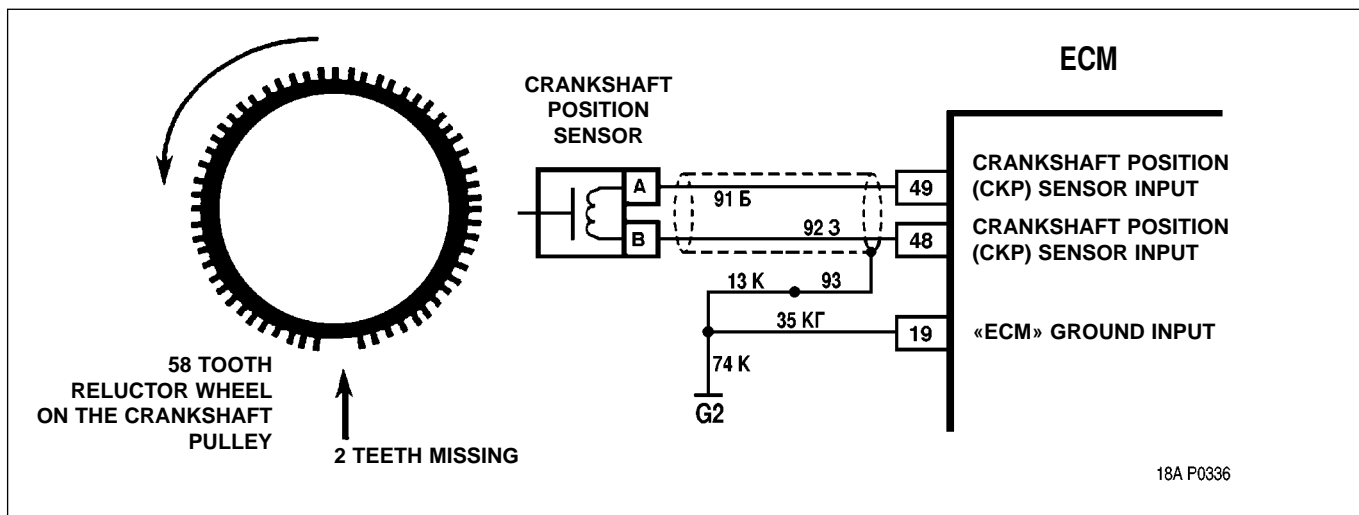 ECM
CRANKSHAFT
POSITION
SENSOR
A
B
91 Б
92 З
49
CRANKSHAFT POSITION
(CKP) SENSOR INPUT
48
CRANKSHAFT POSITION
(CKP) SENSOR INPUT
13 К
93
35 КГ
19
«ECM» GROUND INPUT
74 К
G2
58 TOOTH
RELUCTOR WHEEL
ON THE CRANKSHAFT
PULLEY
2 TEETH MISSING
18A P0336